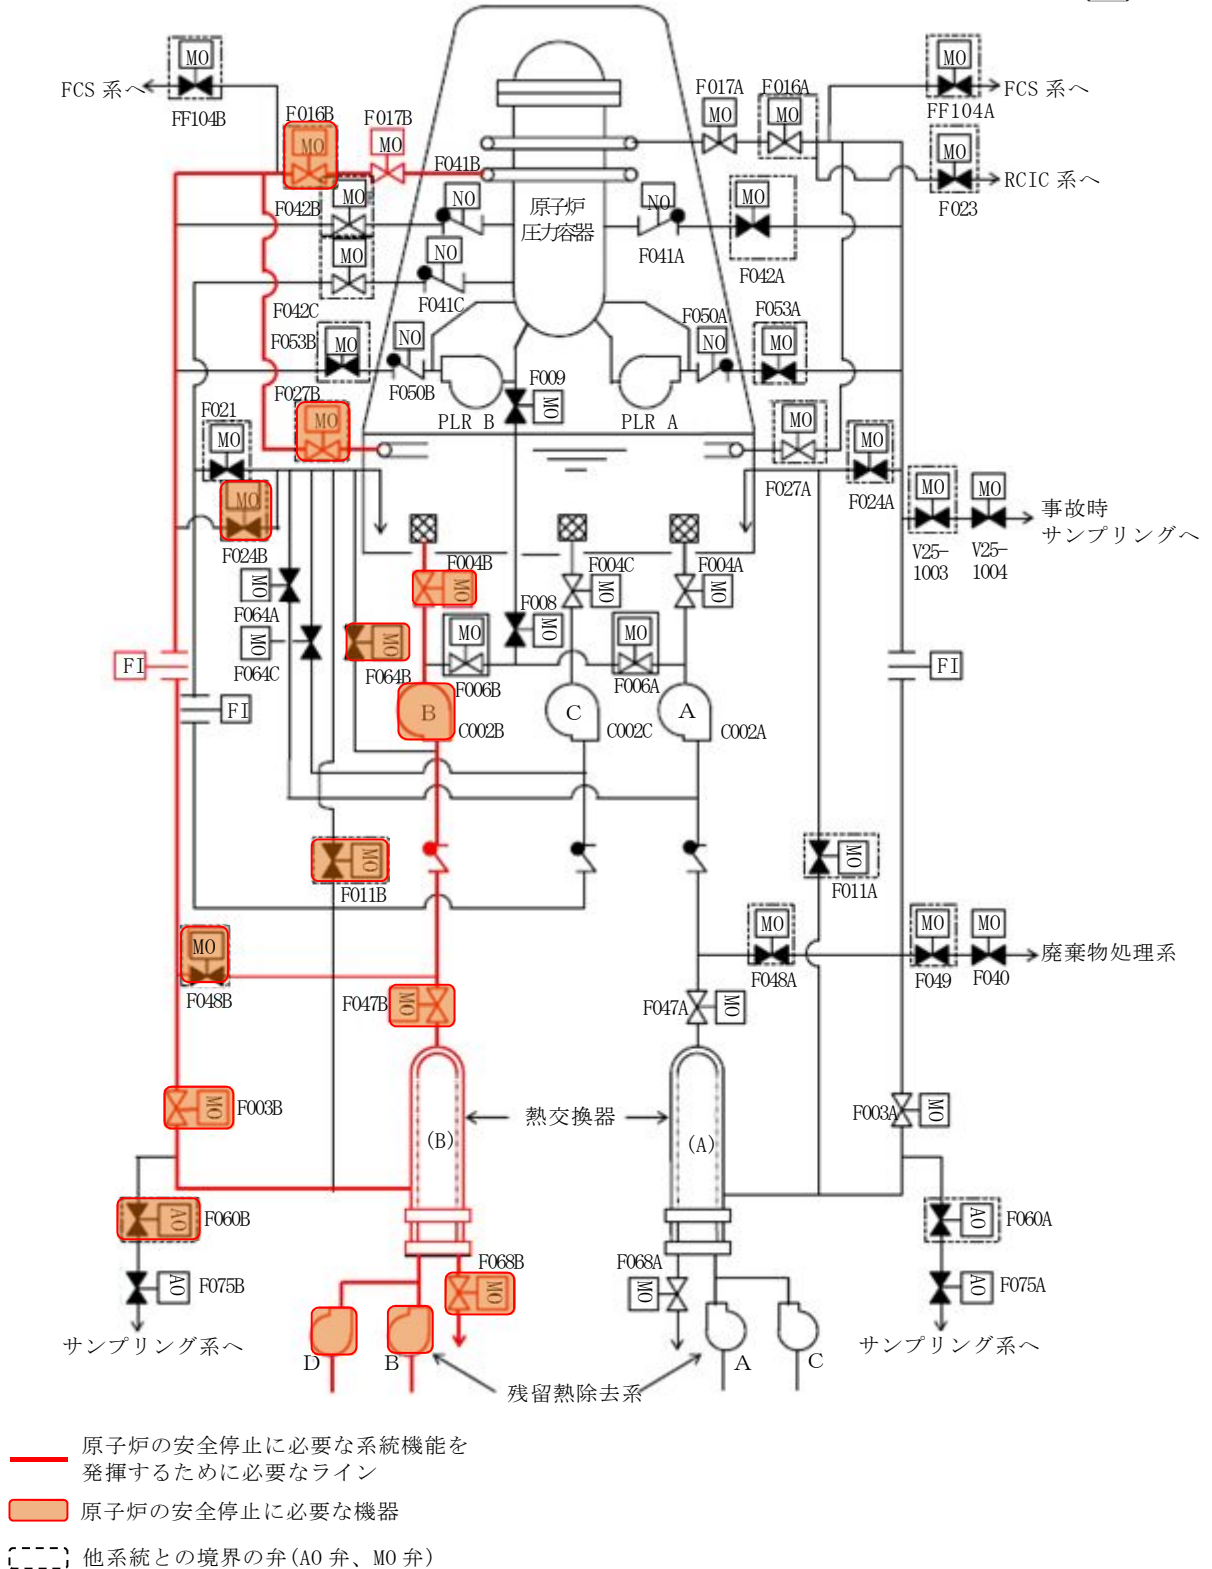 MO
MO
FCS 系へ
FF104B
F016B
F017B
MO
MO
F017A
F016A
MO
MO
FF104A
FCS 系へ
F041B
MO
RCIC 系へ
F023
F042B
MO
NO
原子炉
圧力容器
NO
F041A
MO
F042A
MO
NO
F042C
F041C
F053B
MO
NO
F050B
F050A
NO
F053A
MO
F009
MO
PLR B
PLR A
F027B
MO
F021
MO
MO
F027A
MO
F024A
MO
F024B
MO
MO
V25-
1003
V25-
1004
事故時
サンプリングへ
F004B
MO
F004C
MO
F004A
MO
MO
F064A
MO
F064C
MO
F064B
MO
F006B
F008
MO
MO
F006A
FI
FI
FI
B
C002B
C
C002C
A
C002A
MO
F011B
MO
F011A
MO
F048B
MO
F048A
MO
F049
MO
F040
廃棄物処理系
F047B
MO
F047A
MO
MO
F003B
F003A
MO
熱交換器
(B)
(A)
AO
F060B
AO
F060A
AO
F075B
AO
F075A
F068B
MO
F068A
MO
サンプリング系へ
サンプリング系へ
D
B
A
C
残留熱除去系
原子炉の安全停止に必要な系統機能を
発揮するために必要なライン
原子炉の安全停止に必要な機器
他系統との境界の弁(AO 弁、MO 弁)